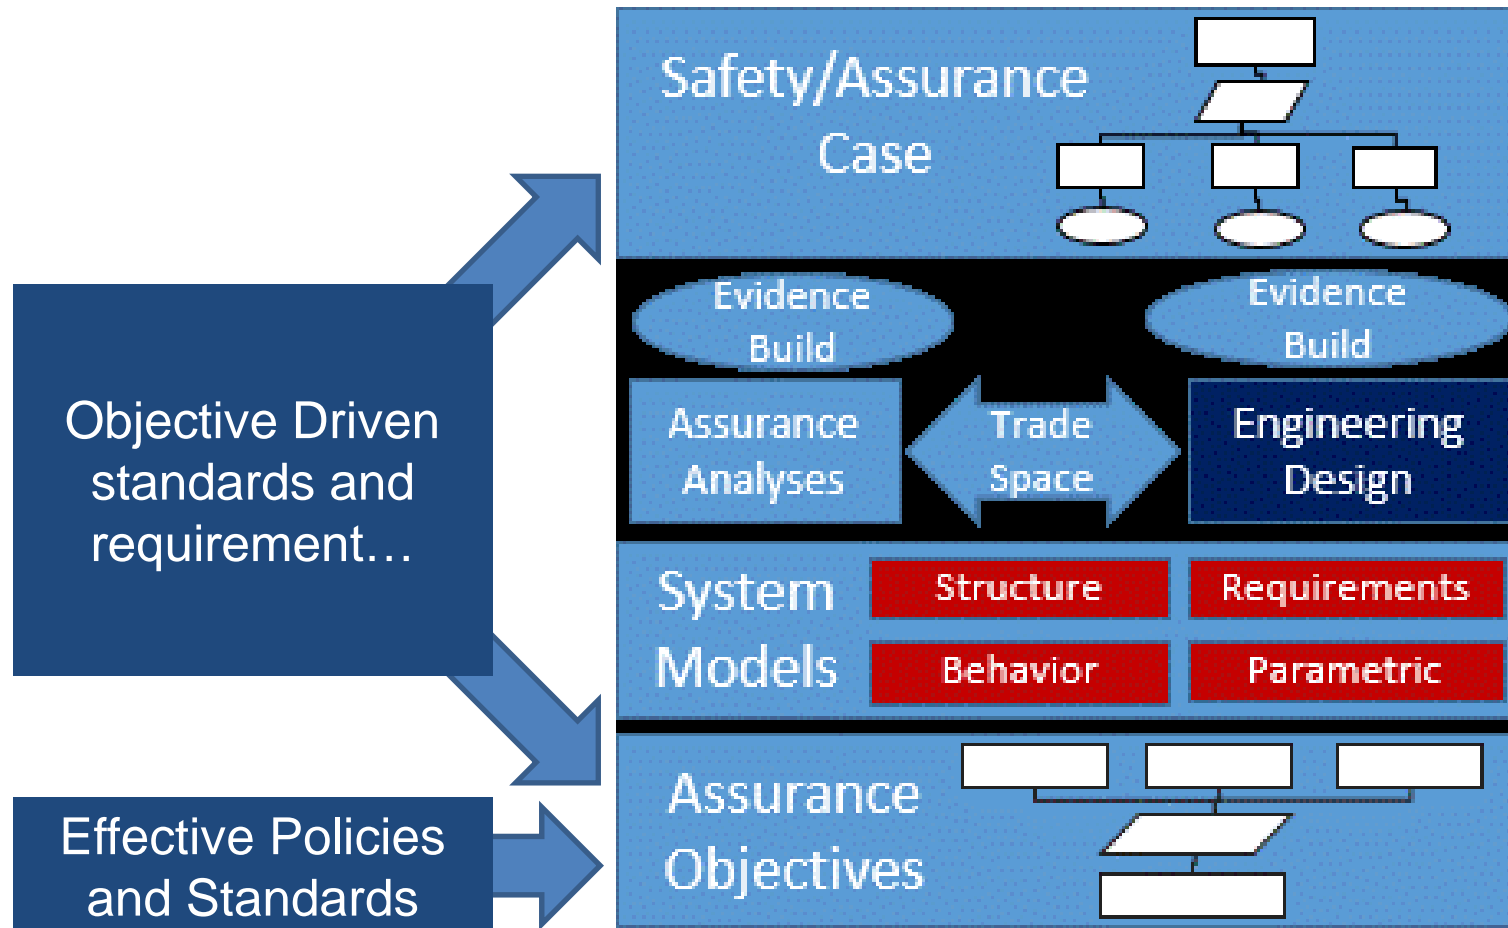 Safety/Assurance
Case
Evidence
Build
Evidence
Build
Objective Driven
standards and
requirement…
Assurance
Analyses
Trade
Space
Engineering
Design
System
Models
Structure
Requirements
Behavior
Parametric
Assurance
Objectives
Effective Policies
and Standards